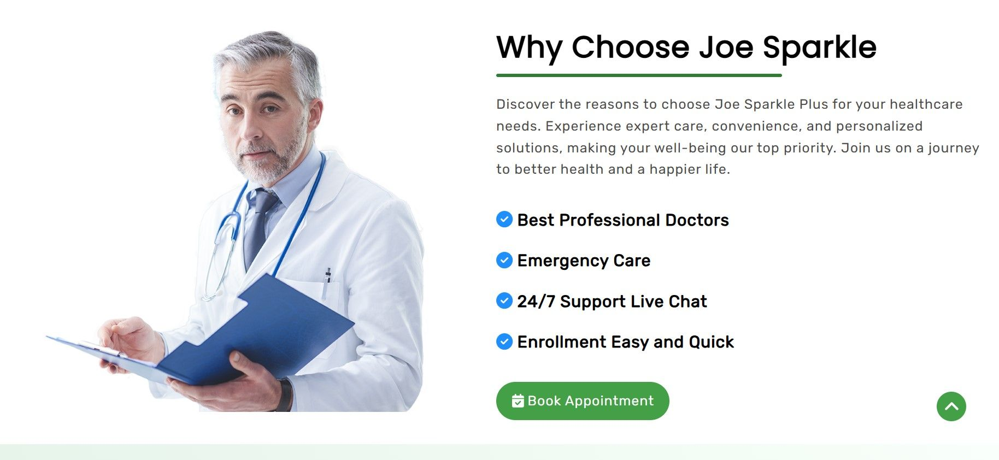 Why Choose Joe Sparkle
Discover the reasons to choose Joe Sparkle Plus for your healthcare
needs. Experience expert care, convenience, and personalized
solutions, making your well-being our top priority. Join us on a journey
to better health and a happier life.
Best Professional Doctors
Emergency Care
24/7 Support Live Chat
Enrollment Easy and Quick
Book Appointment